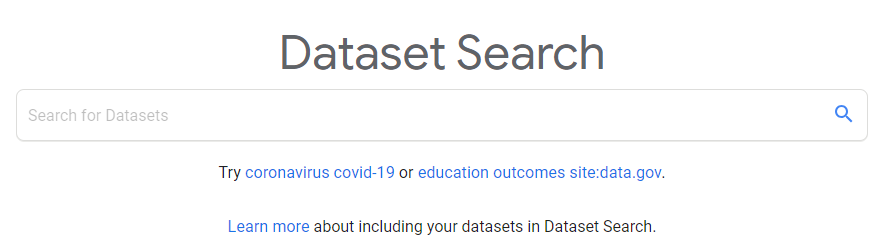 Dataset Search
Search for Datasets
Try coronavirus covid-19 or education outcomes site:data.gov.
Learn more about including your datasets in Dataset Search.